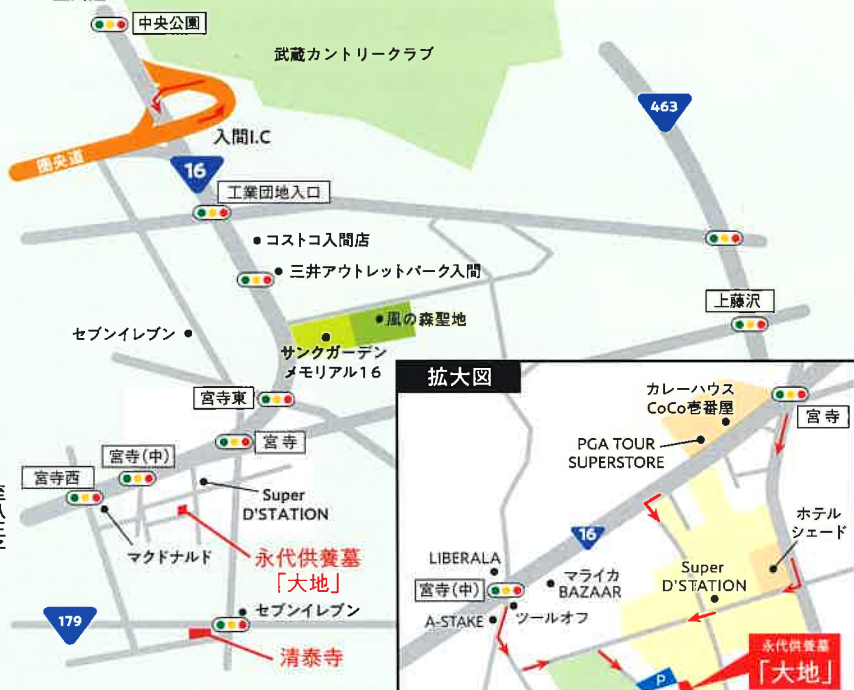 中央公園
武蔵カントリークラブ
463
入間I.C
圏央道
16
工業団地入口
コストコ入間店
三井アウトレットパーク入間
上藤沢
風の森聖地
セブンイレブン
サンクガーデン
メモリアル16
宮寺東
宮寺
宮寺(中)
宮寺西
Super
D'STATION
マクドナルド
永代供養墓
「大地」
セブンイレブン
179
清泰寺
拡大図
カレーハウス
CoCo壱番屋
宮寺
PGA TOUR
SUPERSTORE
ホテル
シェード
16
LIBERALA
マライカ
BAZAAR
Super
D'STATION
宮寺(中)
ツールオフ
A-STAKE
P
永代供養墓
「大地」